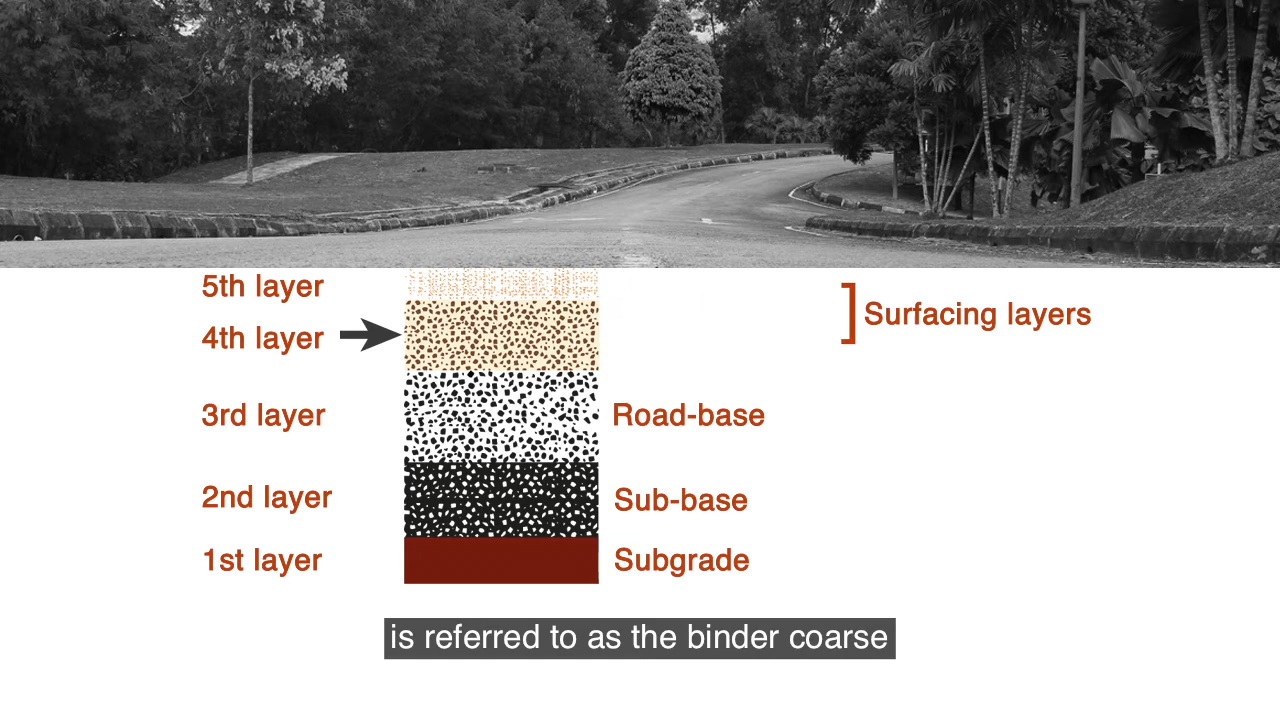 5th layer
4th layer
Surfacing layers
3rd layer
Road-base
2nd layer
Sub-base
1st layer
Subgrade
is referred to as the binder coarse